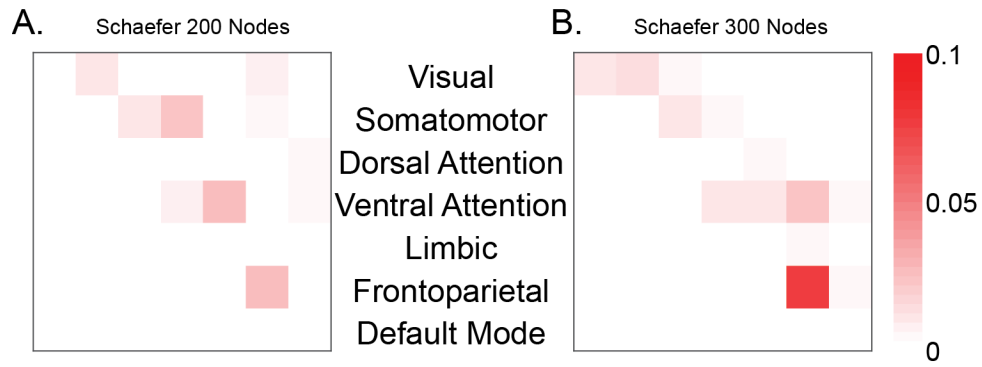 A.
Schaefer 200 Nodes
B.
Schaefer 300 Nodes
Visual
Somatomotor
Dorsal Attention
Ventral Attention
Limbic
Frontoparietal
Default Mode
0.1
0.05
0